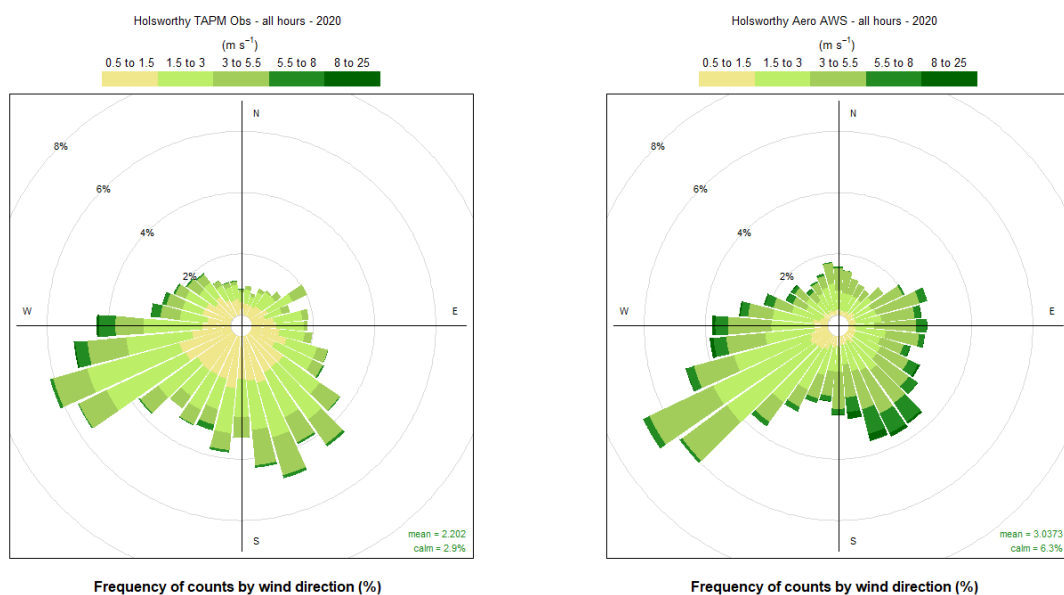 Holsworthy TAPM Obs - all hours - 2020
(m s⁻¹)
0.5 to 1.5 1.5 to 3 3 to 5.5 5.5 to 8 8 to 25
N
8%
6%
4%
2%
W
E
S
mean = 2.202
calm = 2.9%
Frequency of counts by wind direction (%)
Holsworthy Aero AWS - all hours - 2020
(m s⁻¹)
0.5 to 1.5 1.5 to 3 3 to 5.5 5.5 to 8 8 to 25
N
8%
6%
4%
2%
W
E
S
mean = 3.0373
calm = 6.3%
Frequency of counts by wind direction (%)